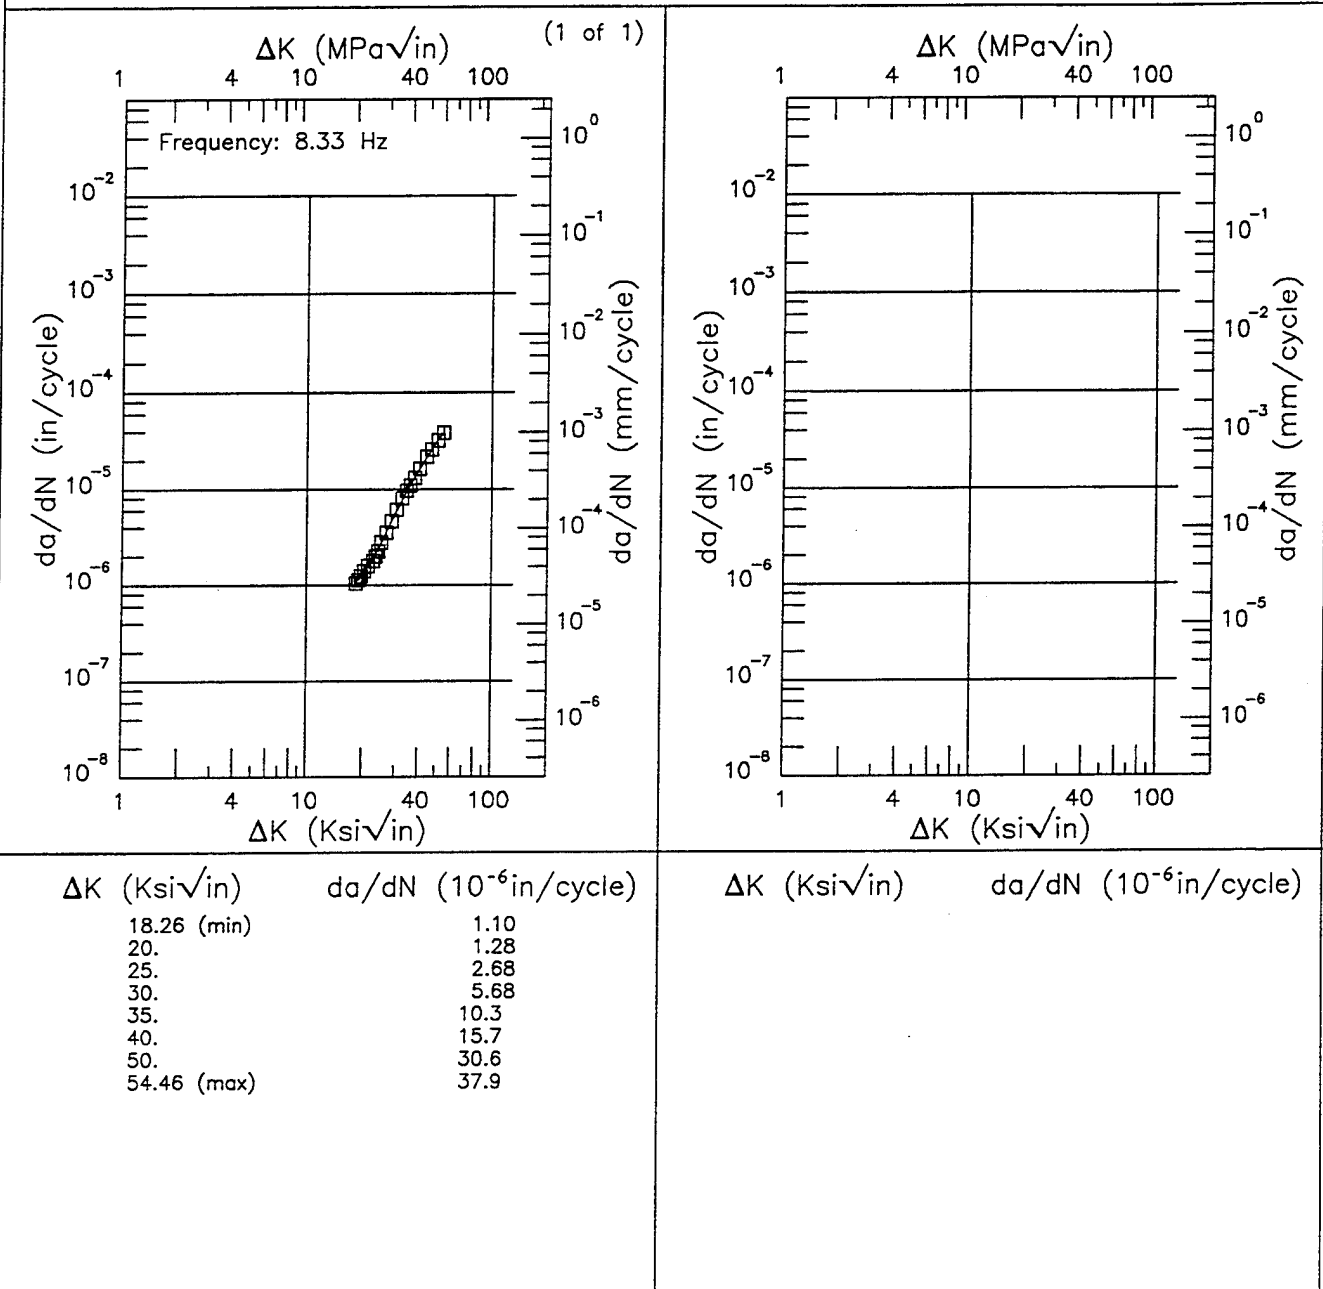 (1 of 1)
ΔK (MPa√in)
1 4 10 40 100
Frequency: 8.33 Hz
da/dN (in/cycle)
10⁻²
10⁻³
10⁻⁴
10⁻⁵
10⁻⁶
10⁻⁷
10⁻⁸
10⁰
10⁻¹
10⁻²
10⁻³
10⁻⁴
10⁻⁵
10⁻⁶
da/dN (mm/cycle)
1 4 10 40 100
ΔK (Ksi√in)
ΔK (MPa√in)
1 4 10 40 100
da/dN (in/cycle)
10⁻²
10⁻³
10⁻⁴
10⁻⁵
10⁻⁶
10⁻⁷
10⁻⁸
10⁰
10⁻¹
10⁻²
10⁻³
10⁻⁴
10⁻⁵
10⁻⁶
da/dN (mm/cycle)
1 4 10 40 100
ΔK (Ksi√in)
ΔK (Ksi√in) da/dN (10⁻⁶in/cycle)
18.26 (min) 1.10
20. 1.28
25. 2.68
30. 5.68
35. 10.3
40. 15.7
50. 30.6
54.46 (max) 37.9
ΔK (Ksi√in) da/dN (10⁻⁶in/cycle)